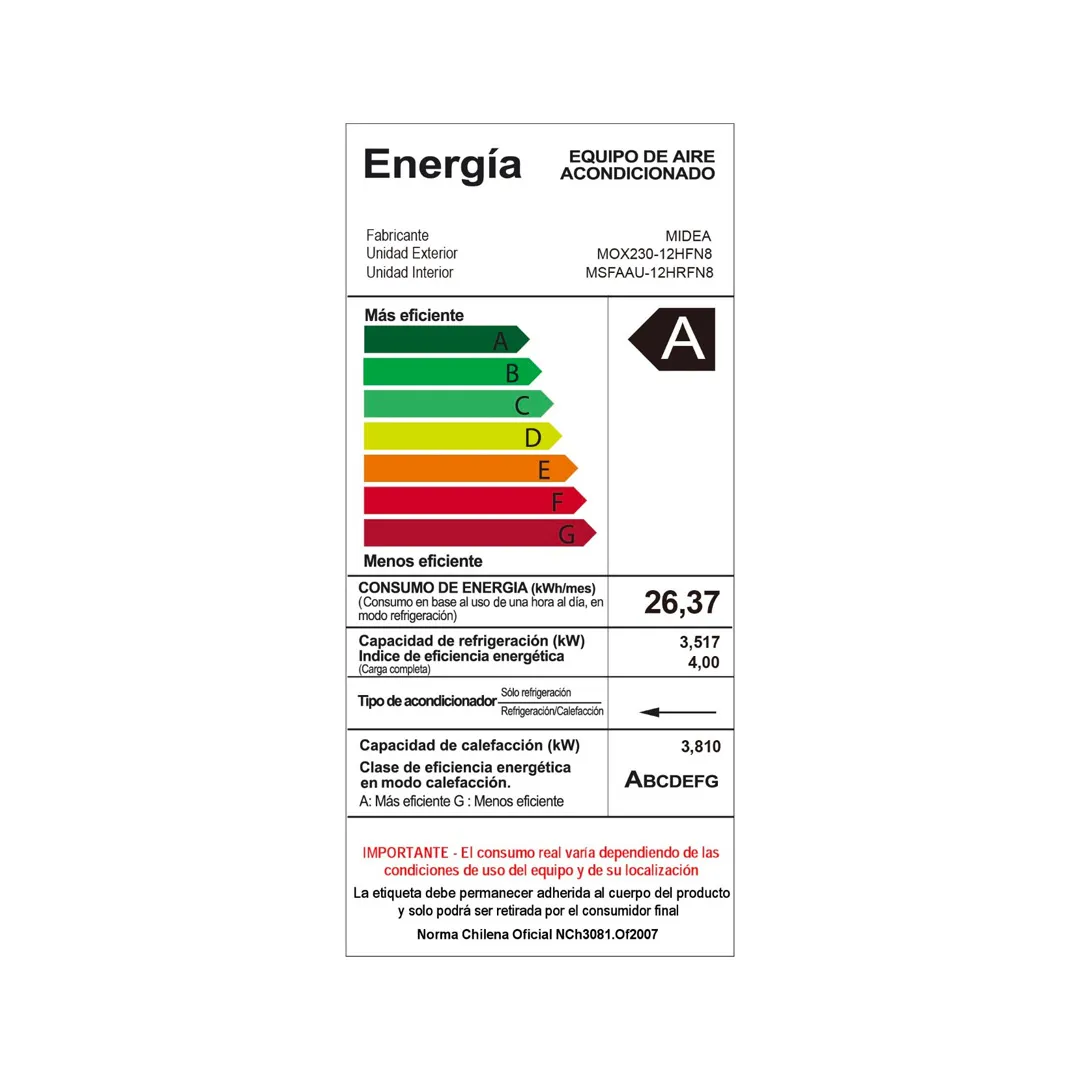 Energía
EQUIPO DE AIRE
ACONDICIONADO
Fabricante MIDEA
Unidad Exterior MOX230-12HFN8
Unidad Interior MSFAAU-12HRFN8
Más eficiente
A
A
B
C
D
E
F
G
Menos eficiente
CONSUMO DE ENERGIA (kWh/mes)
(Consumo en base al uso de una hora al día, en
modo refrigeración)
26,37
Capacidad de refrigeración (kW) 3,517
Indice de eficiencia energética 4,00
(Carga completa)
Tipo de acondicionador
Sólo refrigeración
Refrigeración/Calefacción
Capacidad de calefacción (kW) 3,810
Clase de eficiencia energética
en modo calefacción.
ABCDEFG
A: Más eficiente G : Menos eficiente
IMPORTANTE - El consumo real varía dependiendo de las
condiciones de uso del equipo y de su localización
La etiqueta debe permanecer adherida al cuerpo del producto
y solo podrá ser retirada por el consumidor final
Norma Chilena Oficial NCh3081.Of2007